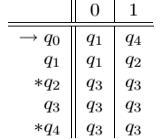 0 1
→ q₀ q₁ q₄
q₁ q₁ q₂
*q₂ q₃ q₃
q₃ q₃ q₃
*q₄ q₃ q₃